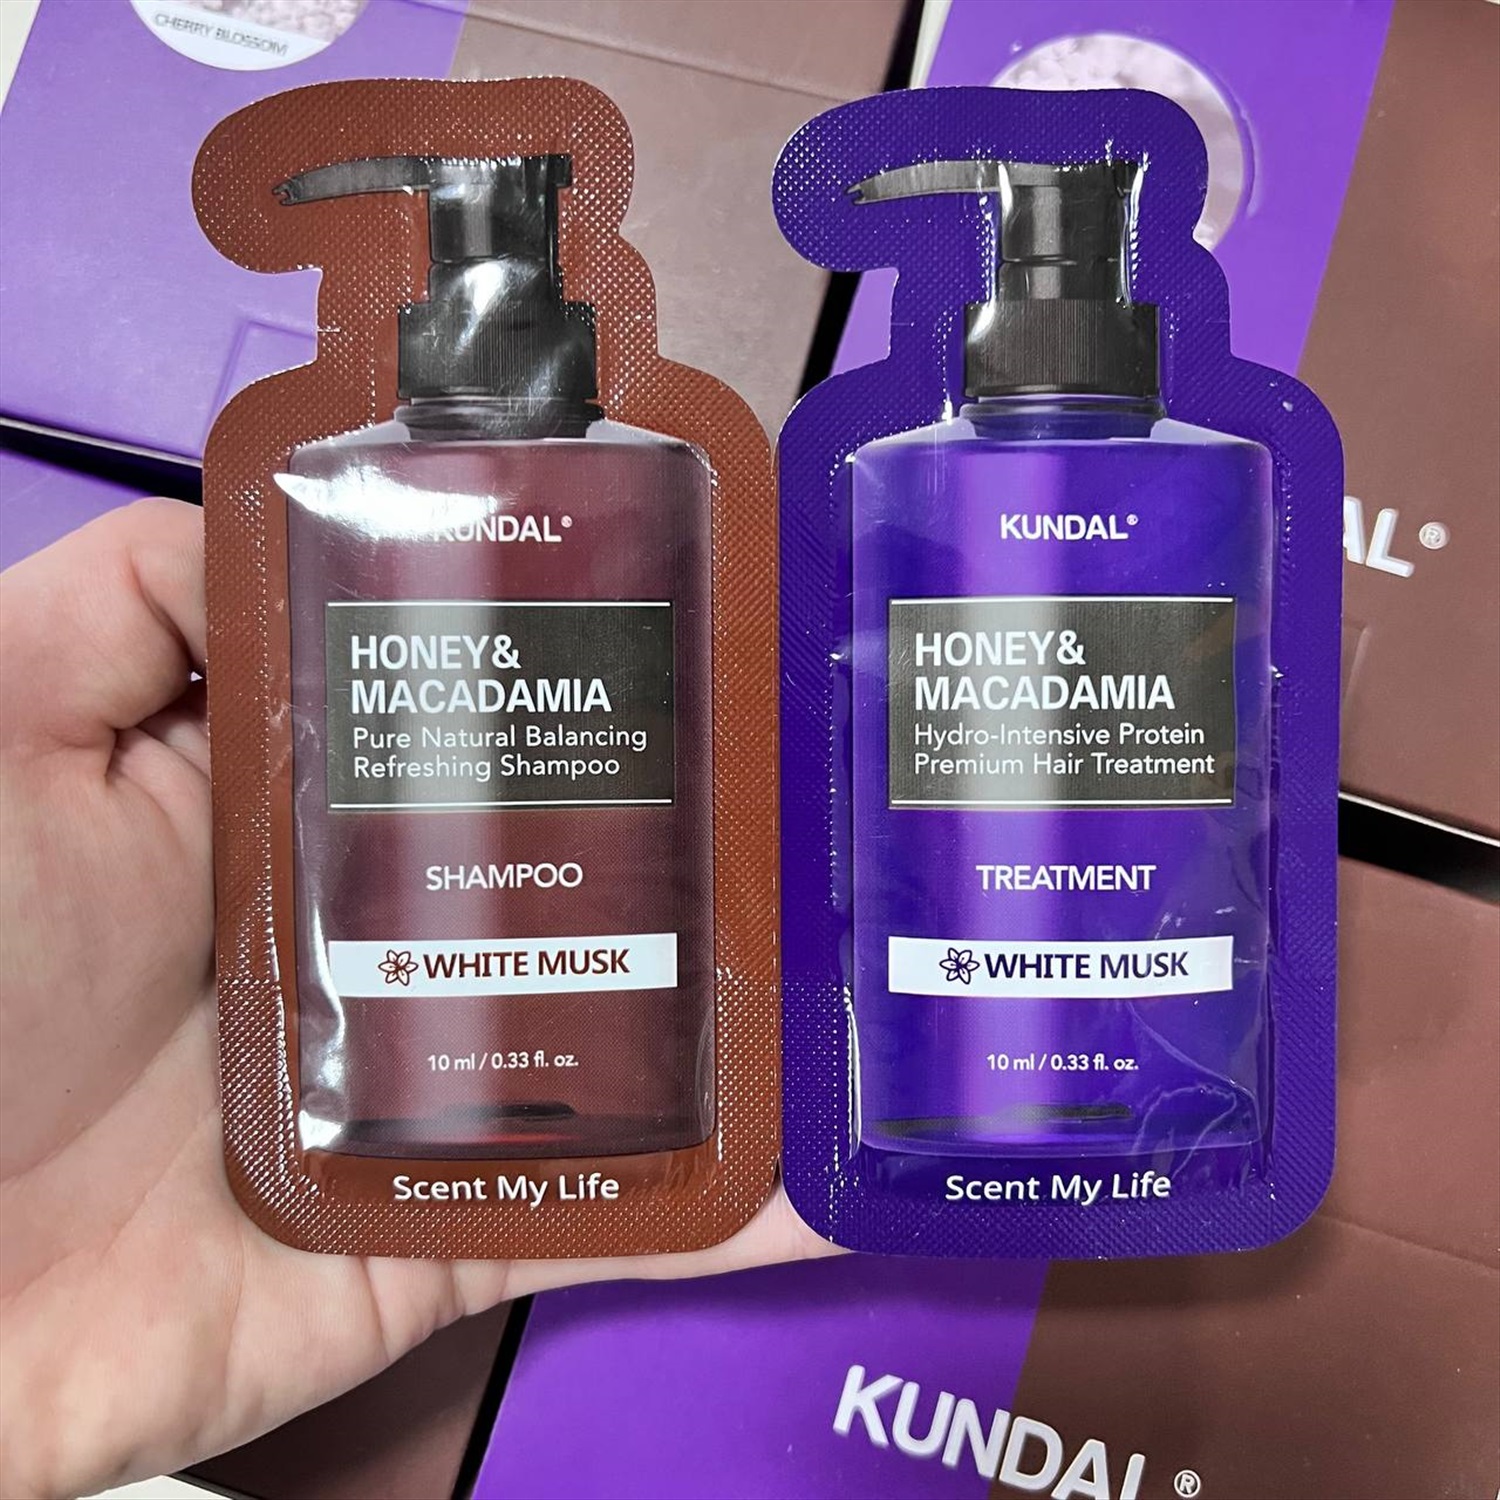 CHERRY BLOSSOM
KUNDAL®
HONEY&
MACADAMIA
Pure Natural Balancing
Refreshing Shampoo
SHAMPOO
WHITE MUSK
10 ml / 0.33 fl. oz.
Scent My Life
KUNDAL®
HONEY&
MACADAMIA
Hydro-Intensive Protein
Premium Hair Treatment
TREATMENT
WHITE MUSK
10 ml / 0.33 fl. oz.
Scent My Life
AL®
KUNDAL®